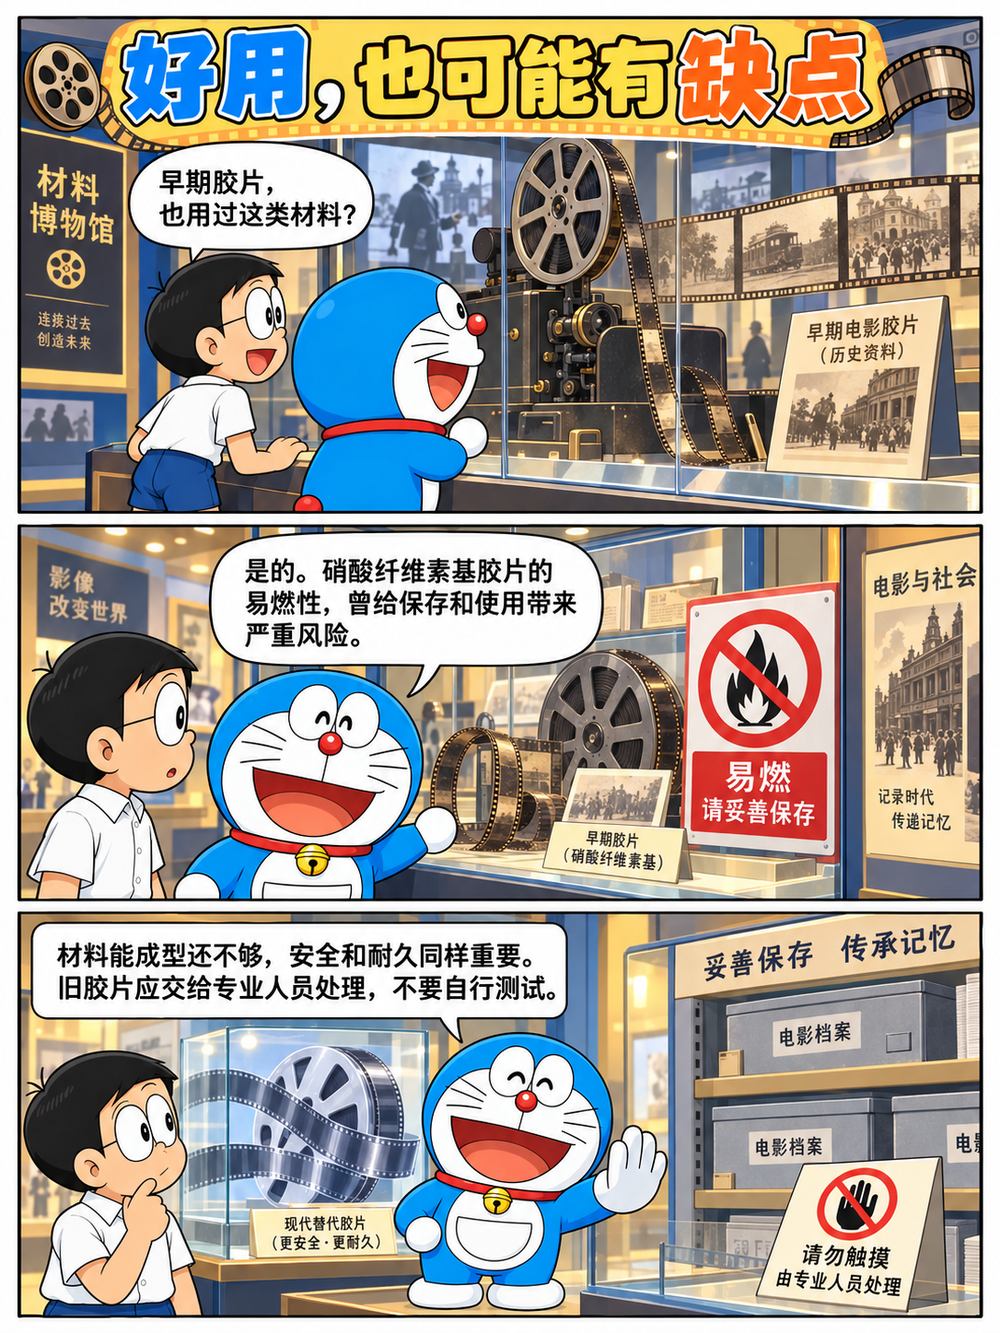 好用，也可能有缺点
材料
博物馆
连接过去
创造未来
早期胶片，
也用过这类材料？
早期电影胶片
（历史资料）
影像
改变世界
是的。硝酸纤维素基胶片的
易燃性，曾给保存和使用带来
严重风险。
早期胶片
（硝酸纤维素基）
易燃
请妥善保存
电影与社会
记录时代
传递记忆
材料能成型还不够，安全和耐久同样重要。
旧胶片应交给专业人员处理，不要自行测试。
现代替代胶片
（更安全·更耐久）
妥善保存 传承记忆
电影档案
电影档案
电影
请勿触摸
由专业人员处理